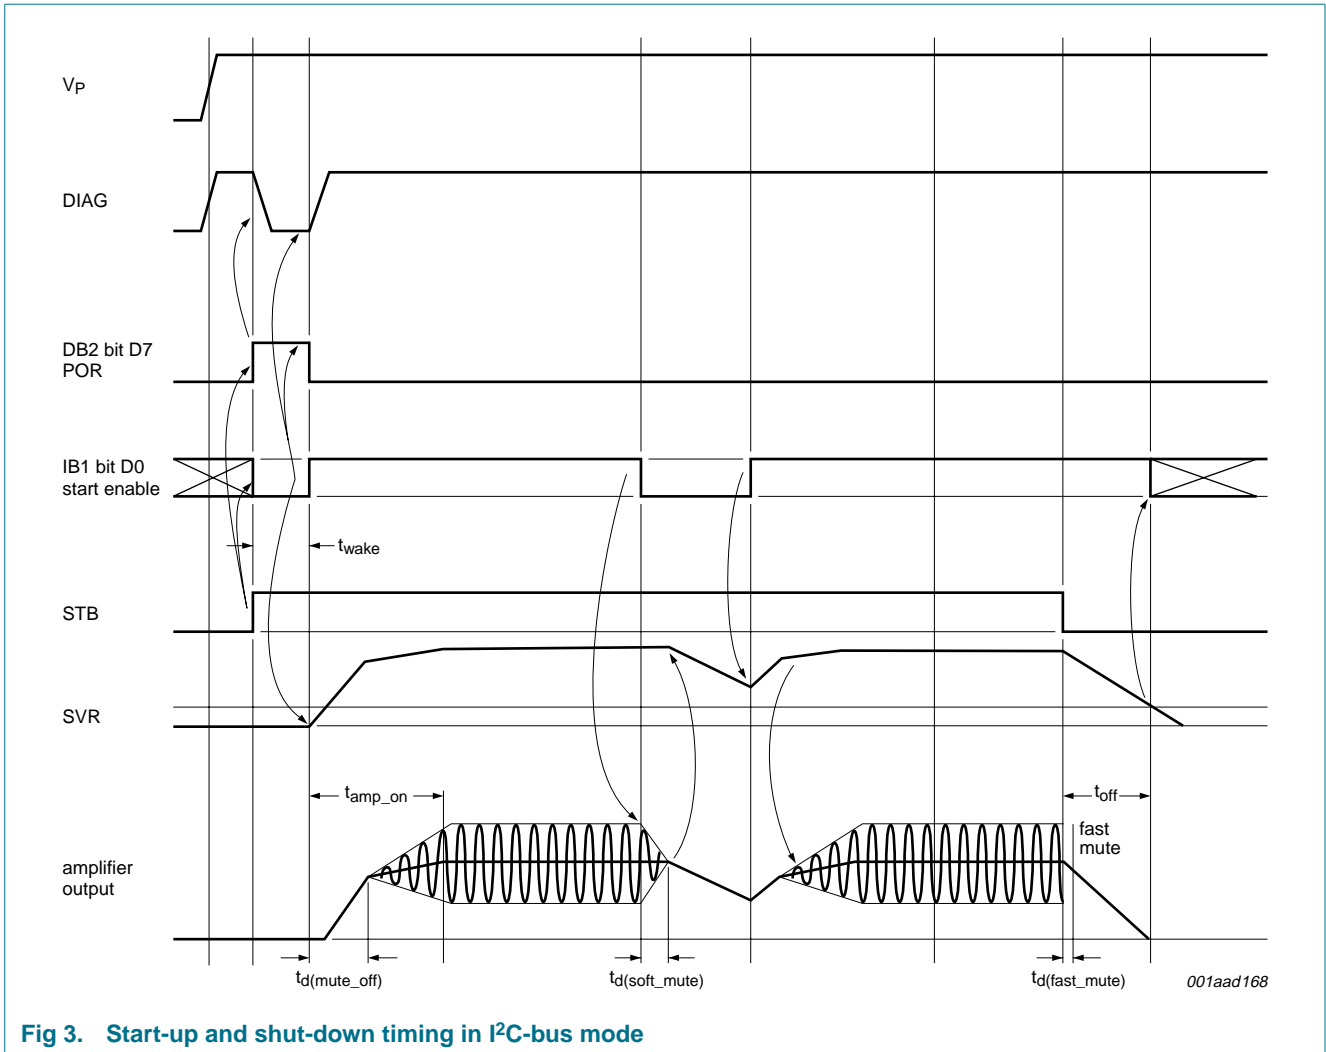 VP
DIAG
DB2 bit D7
POR
IB1 bit D0
start enable
twake
STB
SVR
tamp_on
toff
fast
mute
amplifier
output
td(mute_off)
td(soft_mute)
td(fast_mute)
001aad168
Fig 3. Start-up and shut-down timing in I²C-bus mode